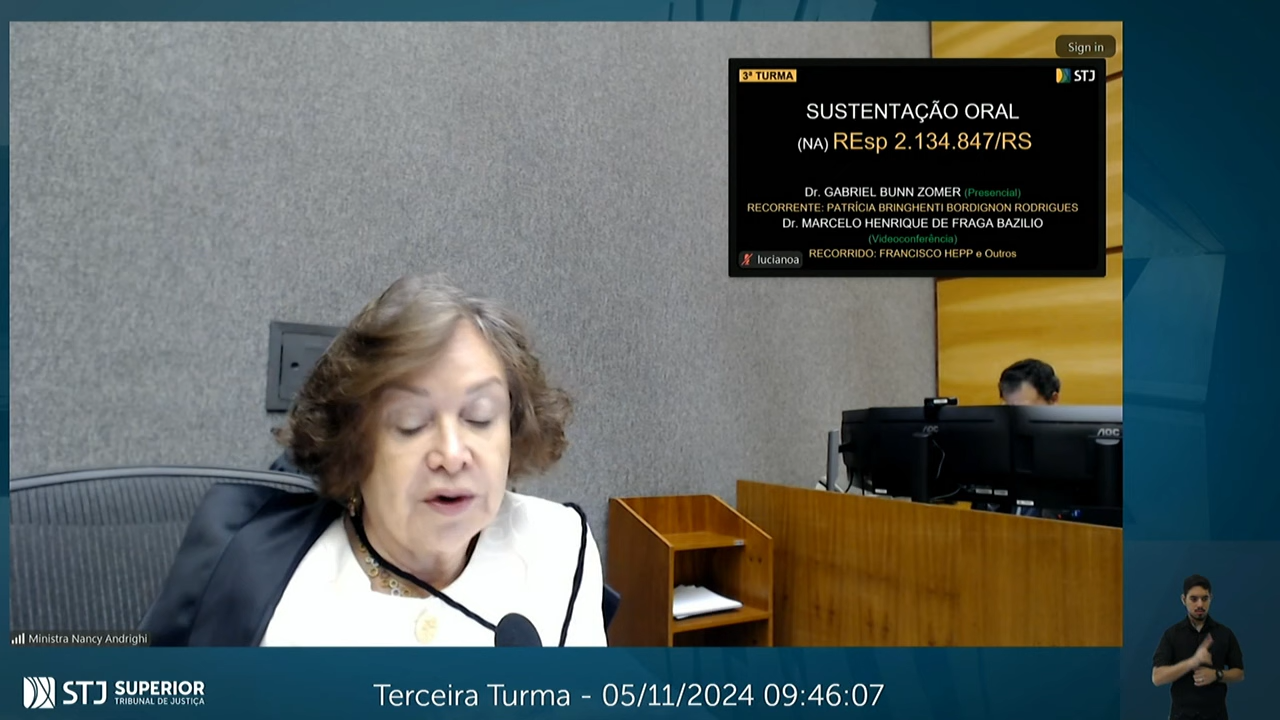 Sign in
3ª TURMA
STJ
SUSTENTAÇÃO ORAL
(NA) REsp 2.134.847/RS
Dr. GABRIEL BUNN ZOMER (Presencial)
RECORRENTE: PATRÍCIA BRINGHENTI BORDIGNON RODRIGUES
Dr. MARCELO HENRIQUE DE FRAGA BAZILIO
(Videoconferência)
RECORRIDO: FRANCISCO HEPP e Outros
lucianoa
AOC
AOC
Ministra Nancy Andrighi
STJ SUPERIOR
TRIBUNAL DE JUSTIÇA
Terceira Turma - 05/11/2024 09:46:07